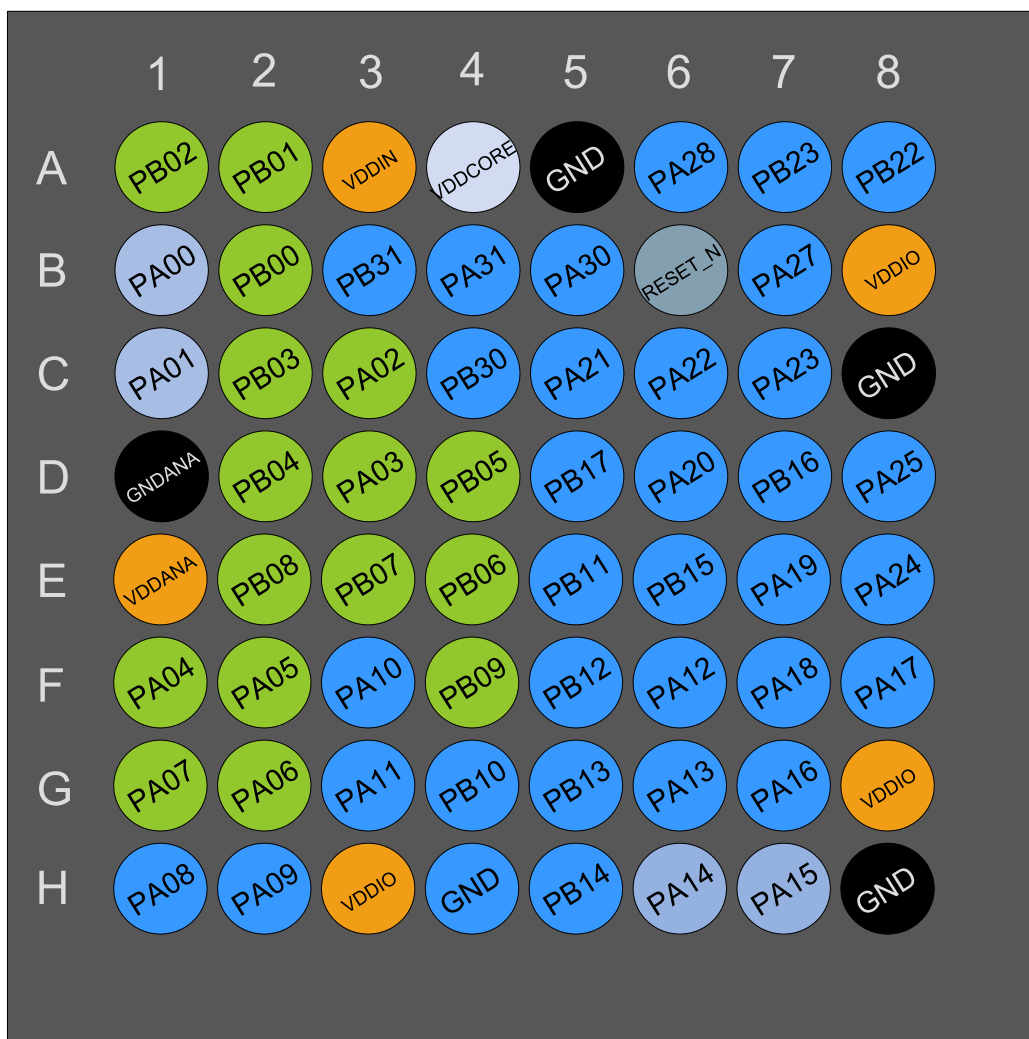 1 2 3 4 5 6 7 8
A PB02 PB01 VDDIN VDDCORE GND PA28 PB23 PB22
B PA00 PB00 PB31 PA31 PA30 RESET_N PA27 VDDIO
C PA01 PB03 PA02 PB30 PA21 PA22 PA23 GND
D GNDANA PB04 PA03 PB05 PB17 PA20 PB16 PA25
E VDDANA PB08 PB07 PB06 PB11 PB15 PA19 PA24
F PA04 PA05 PA10 PB09 PB12 PA12 PA18 PA17
G PA07 PA06 PA11 PB10 PB13 PA13 PA16 VDDIO
H PA08 PA09 VDDIO GND PB14 PA14 PA15 GND